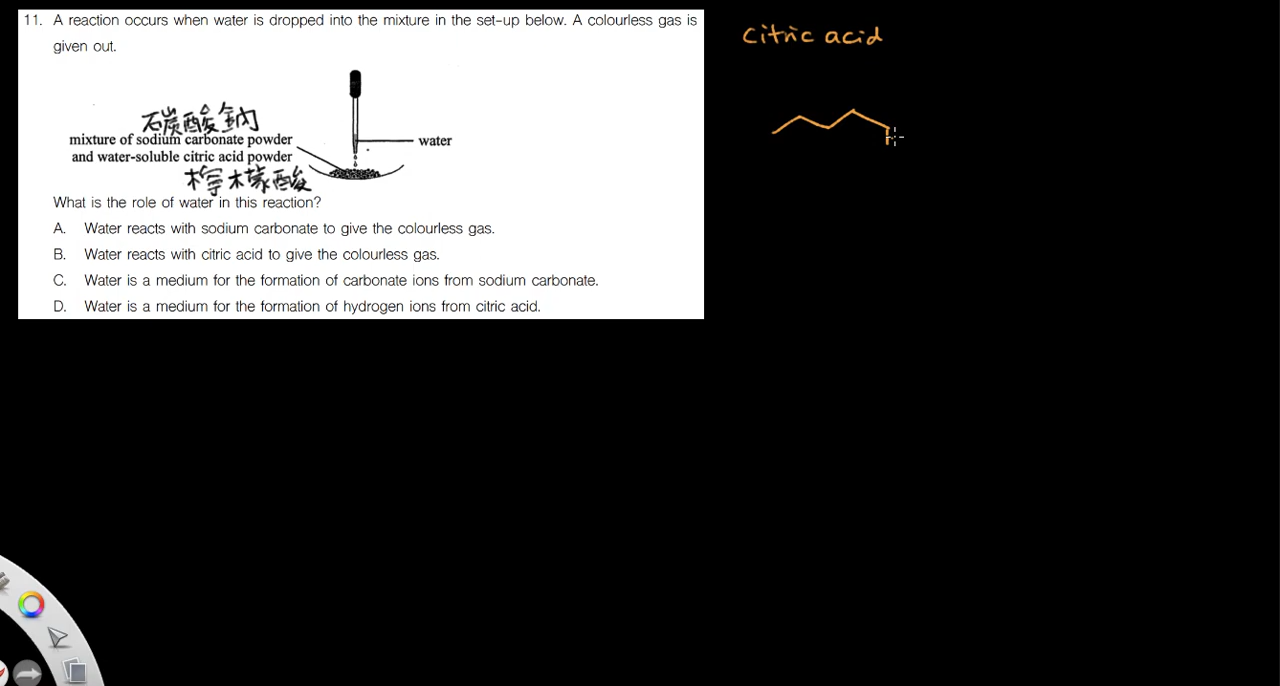 11. A reaction occurs when water is dropped into the mixture in the set-up below. A colourless gas is
given out.
石炭酸鈉
mixture of sodium carbonate powder
and water-soluble citric acid powder
檸檬酸
water
What is the role of water in this reaction?
A. Water reacts with sodium carbonate to give the colourless gas.
B. Water reacts with citric acid to give the colourless gas.
C. Water is a medium for the formation of carbonate ions from sodium carbonate.
D. Water is a medium for the formation of hydrogen ions from citric acid.
Citric acid